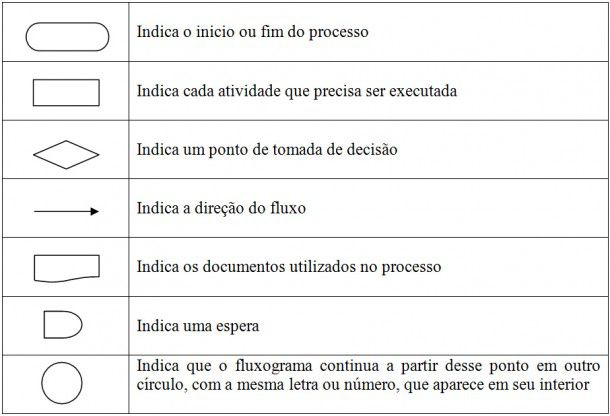 Indica o inicio ou fim do processo
Indica cada atividade que precisa ser executada
Indica um ponto de tomada de decisão
Indica a direção do fluxo
Indica os documentos utilizados no processo
Indica uma espera
Indica que o fluxograma continua a partir desse ponto em outro
círculo, com a mesma letra ou número, que aparece em seu interior